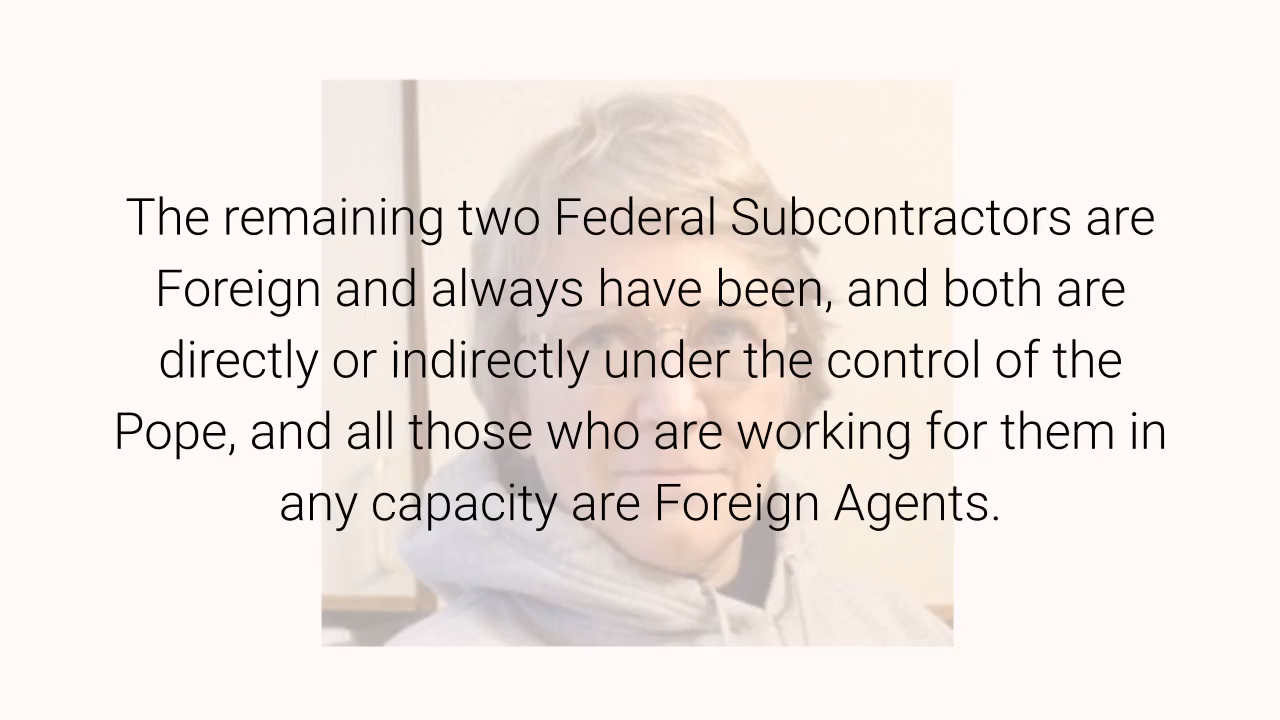 The remaining two Federal Subcontractors are
Foreign and always have been, and both are
directly or indirectly under the control of the
Pope, and all those who are working for them in
any capacity are Foreign Agents.